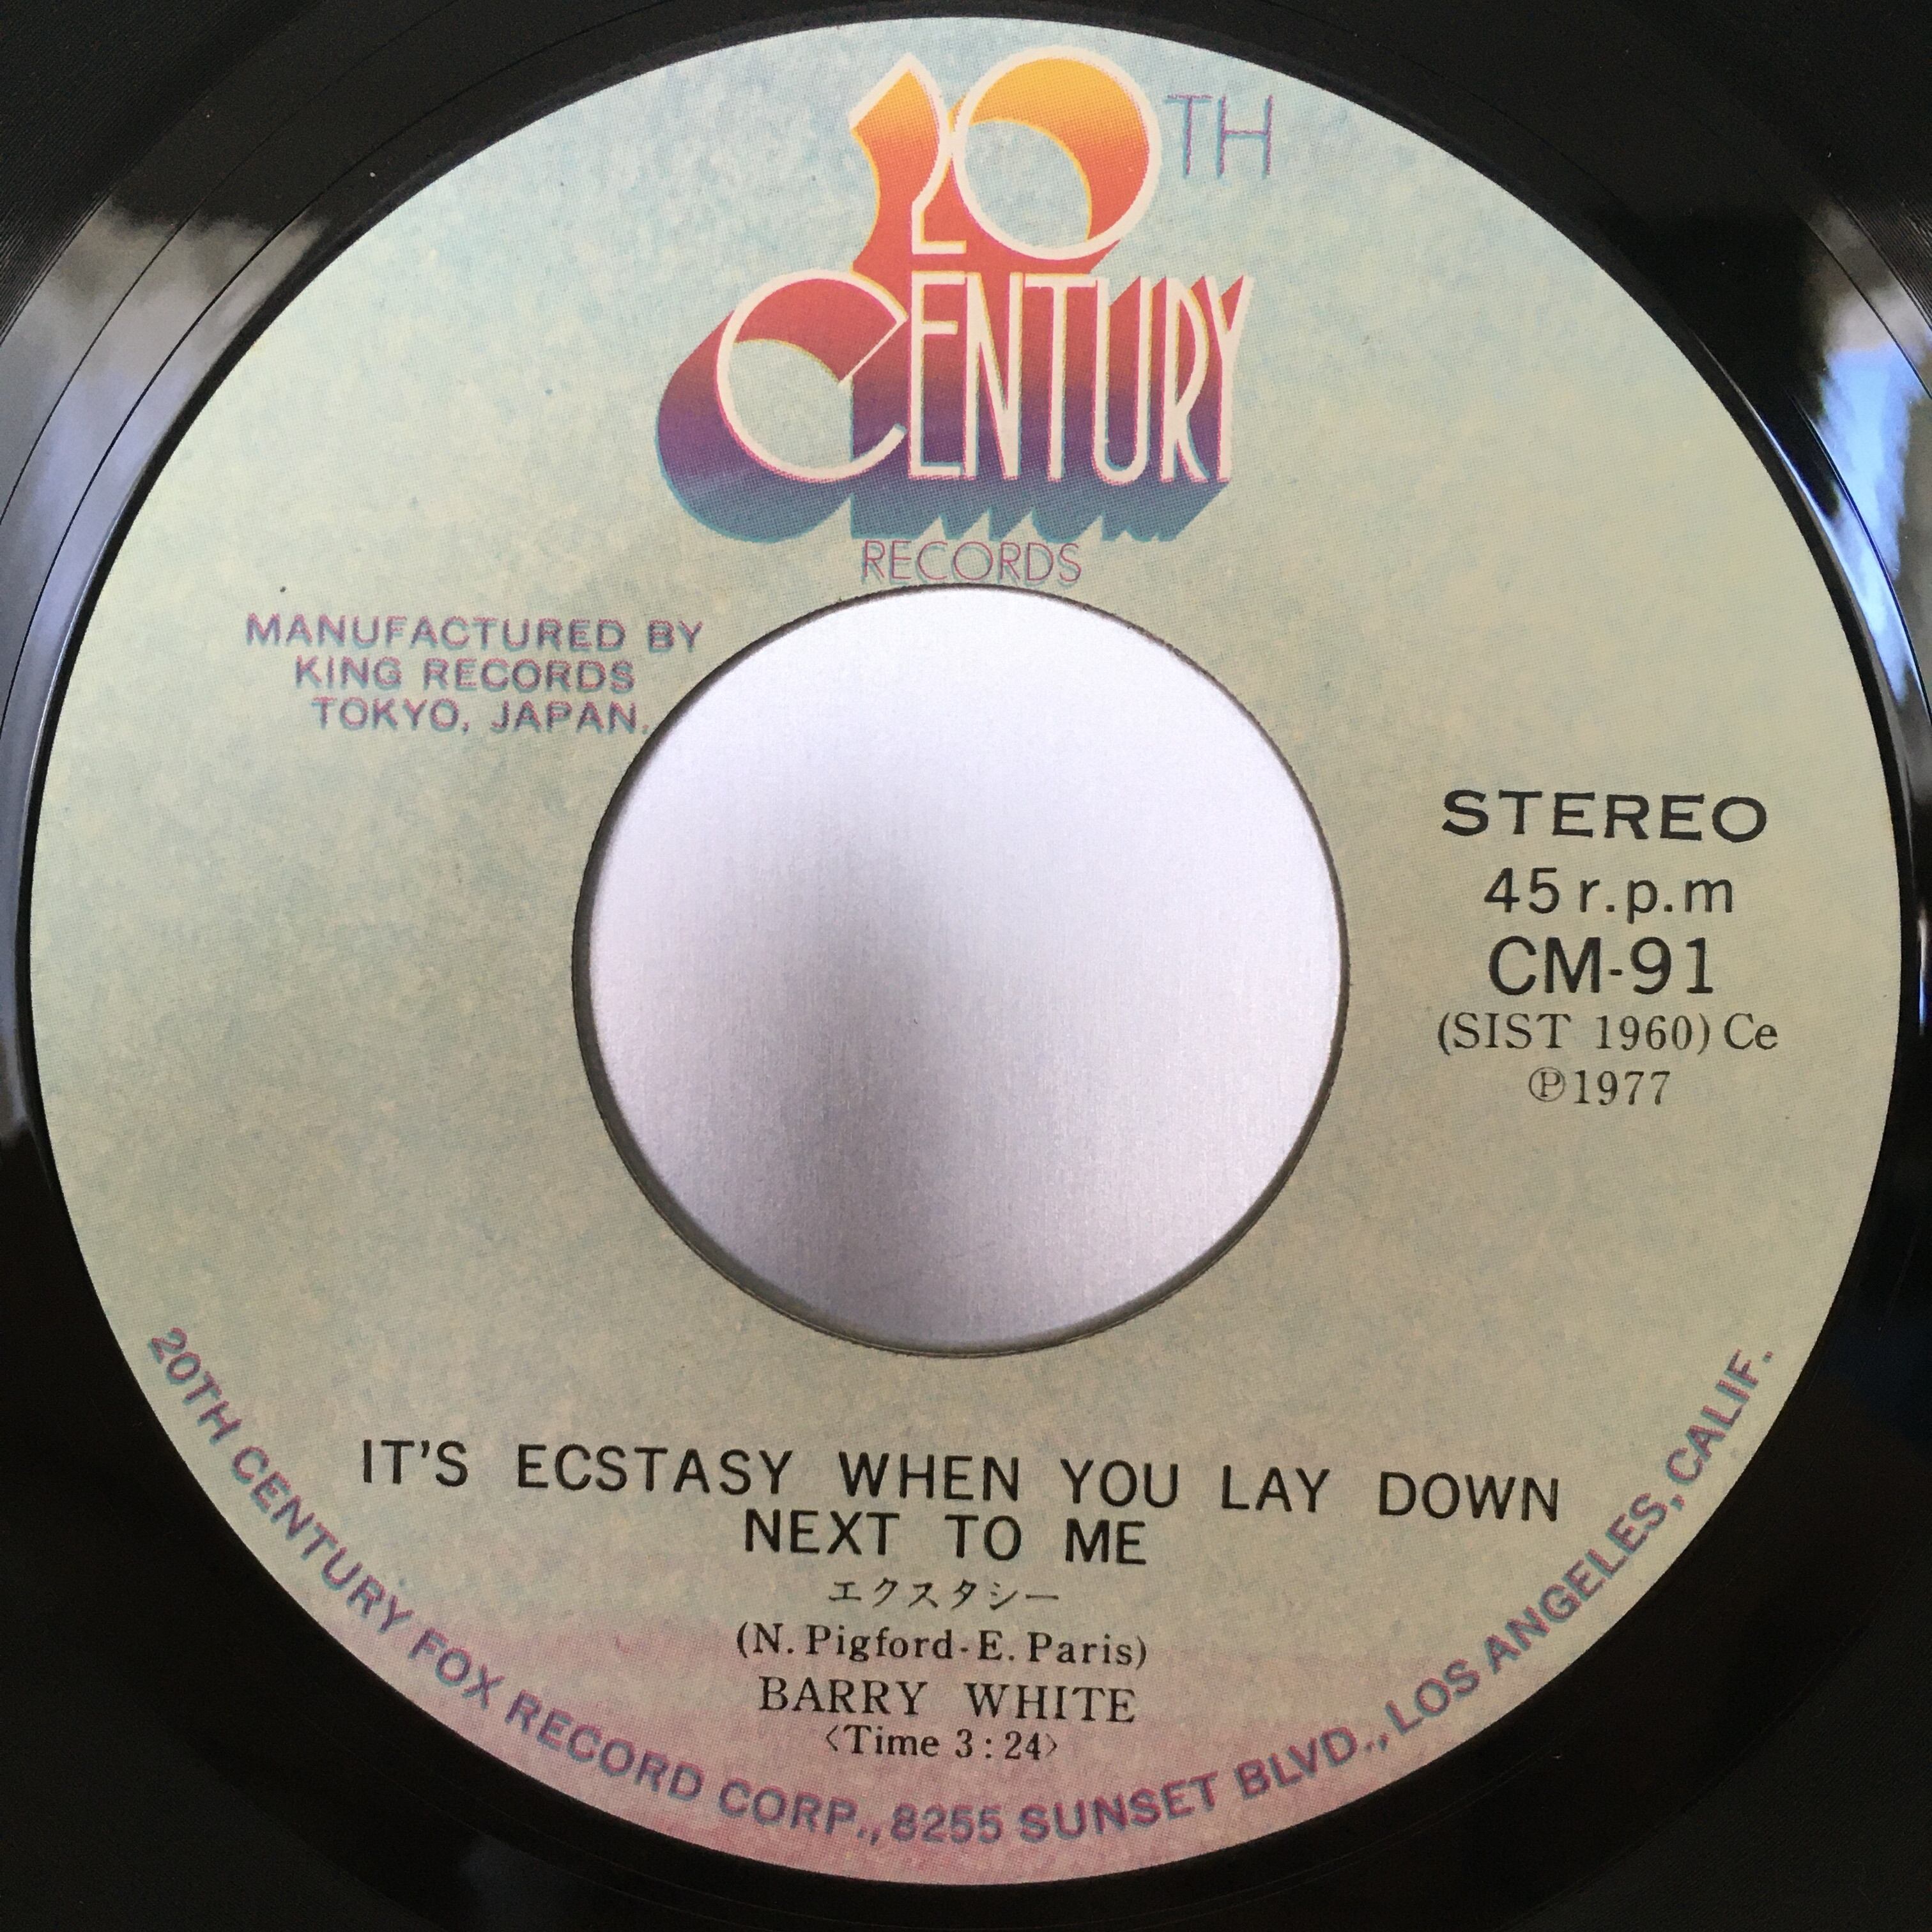 20TH
CENTURY
RECORDS
MANUFACTURED BY
KING RECORDS
TOKYO, JAPAN.
STEREO
45 r.p.m
CM-91
(SIST 1960) Ce
℗1977
IT'S ECSTASY WHEN YOU LAY DOWN
NEXT TO ME
エクスタシー
(N. Pigford-E. Paris)
BARRY WHITE
〈Time 3:24〉
20TH CENTURY FOX RECORD CORP., 8255 SUNSET BLVD., LOS ANGELES, CALIF.